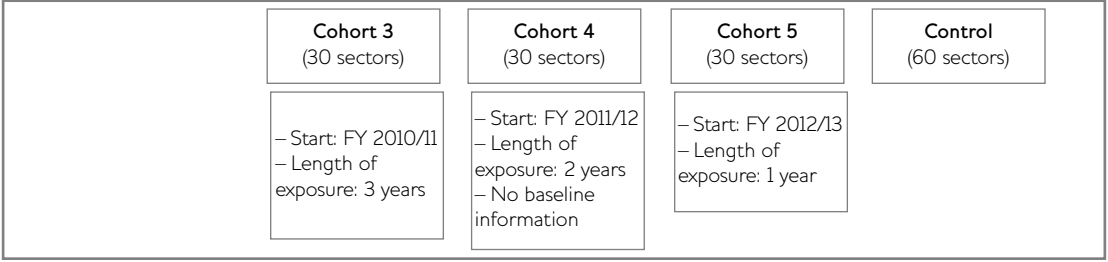 Cohort 3
(30 sectors)
Cohort 4
(30 sectors)
Cohort 5
(30 sectors)
Control
(60 sectors)
– Start: FY 2010/11
– Length of
exposure: 3 years
– Start: FY 2011/12
– Length of
exposure: 2 years
– No baseline
information
– Start: FY 2012/13
– Length of
exposure: 1 year